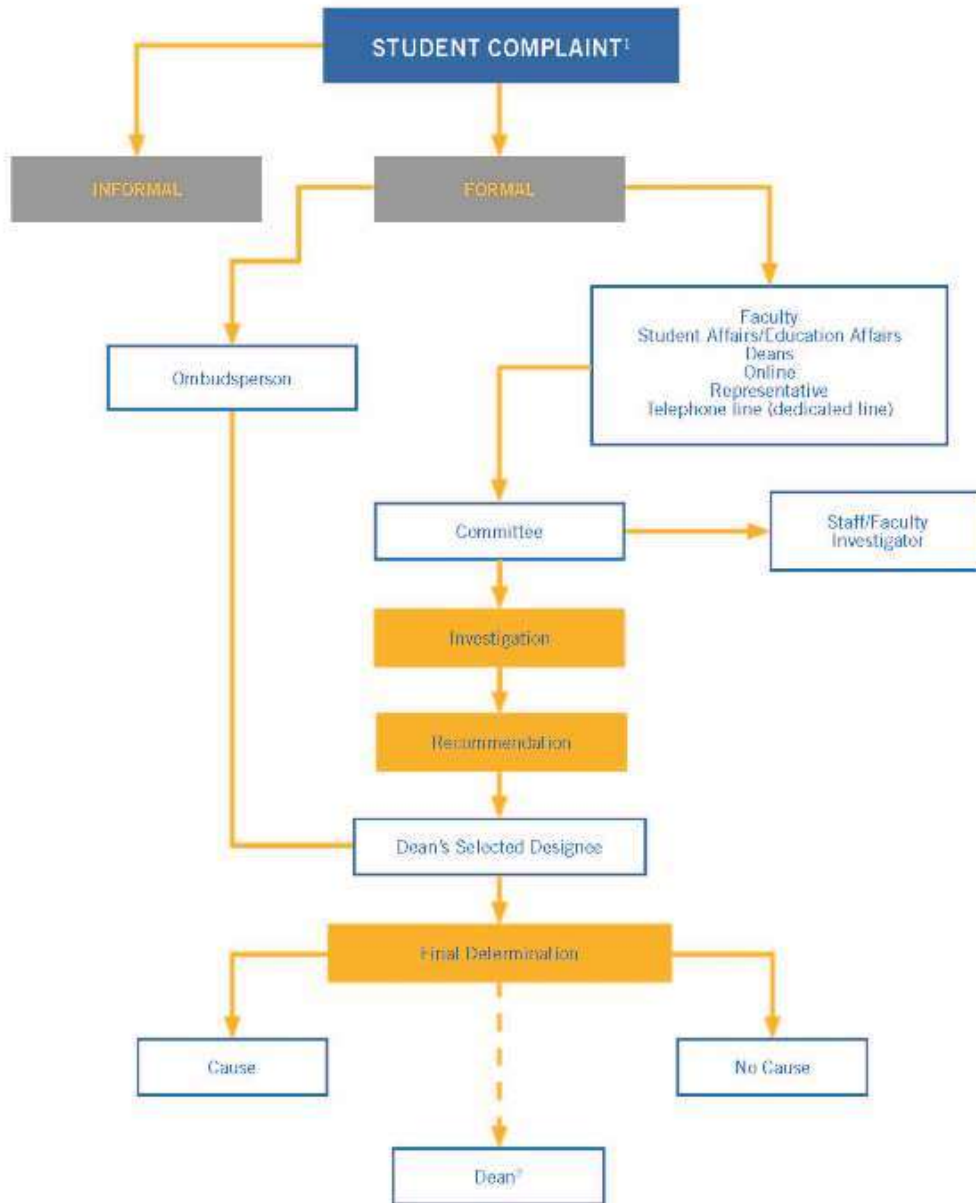 STUDENT COMPLAINT¹
INFORMAL
FORMAL
Faculty
Student Affairs/Education Affairs
Deans
Online
Representative
Telephone line (dedicated line)
Ombudsperson
Committee
Staff/Faculty
Investigator
Investigation
Recommendation
Dean's Selected Designee
Final Determination
Cause
No Cause
Dean²